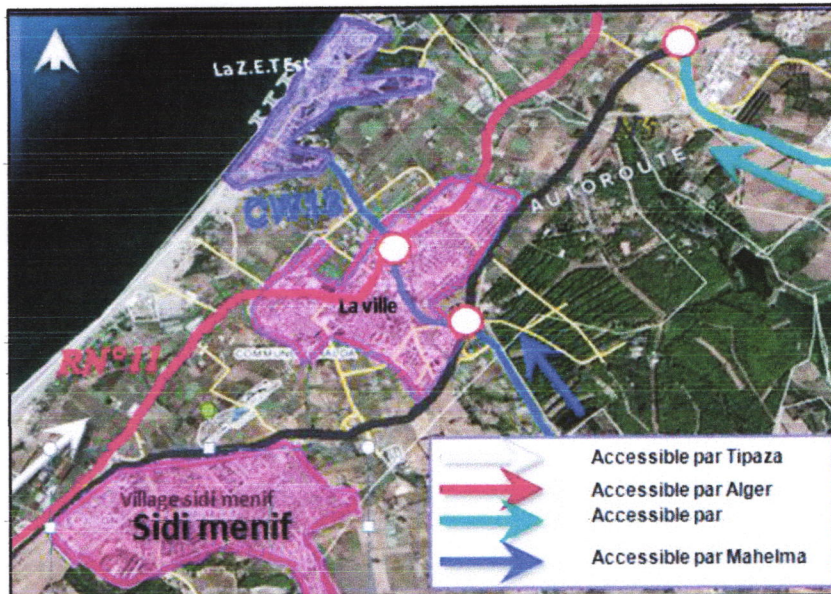 La Z.E.T Est
CW13
AUTOROUTE
La ville
RN°11
Village sidi menif
Sidi menif
Accessible par Tipaza
Accessible par Alger
Accessible par
Accessible par Mahelma